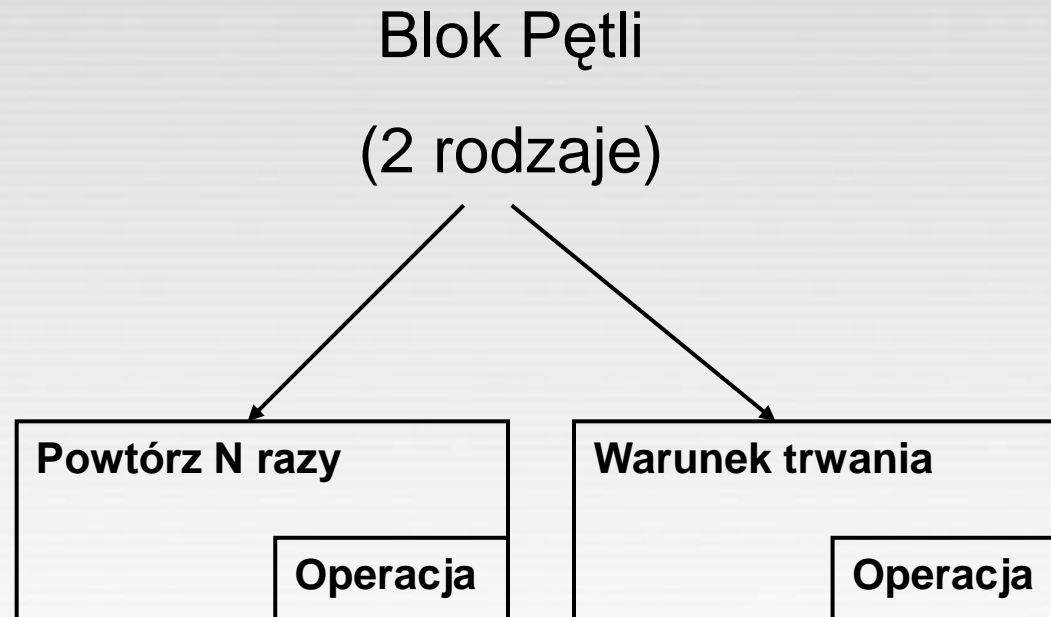 Blok Pętli
(2 rodzaje)
Powtórz N razy
Operacja
Warunek trwania
Operacja